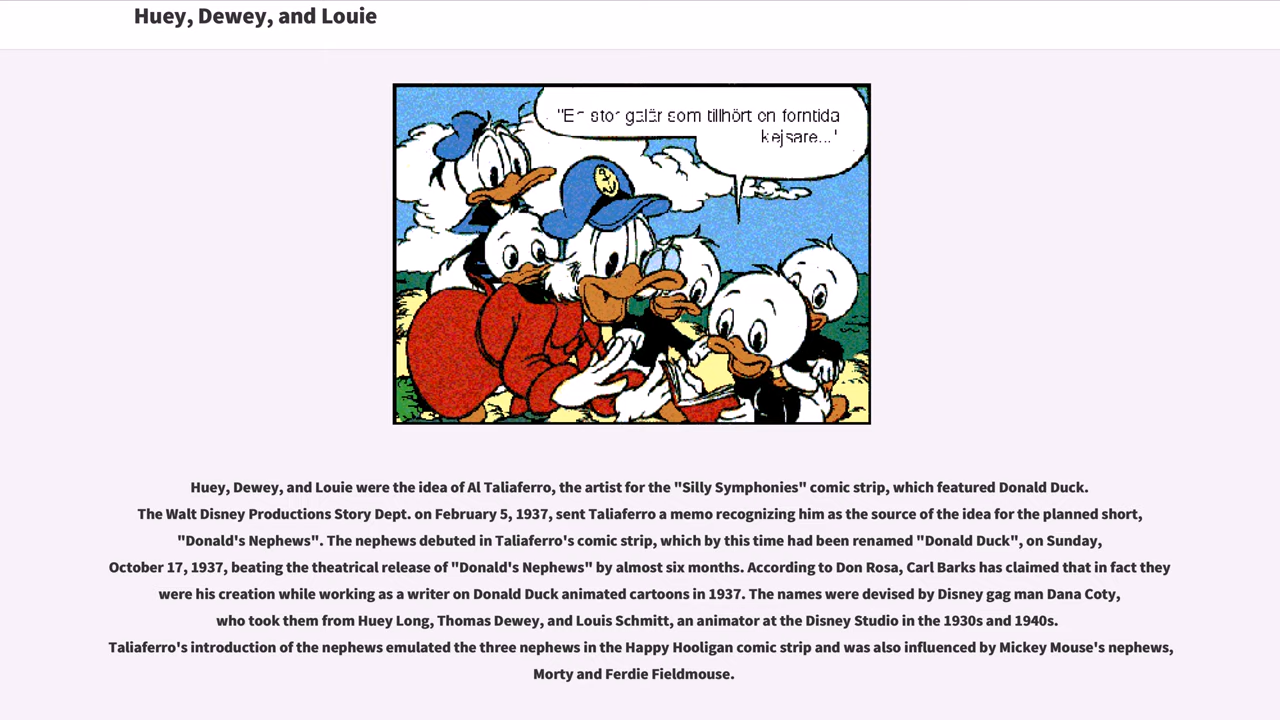 Huey, Dewey, and Louie
"En stor galär som tillhört en forntida
kejsare..."
Huey, Dewey, and Louie were the idea of Al Taliaferro, the artist for the "Silly Symphonies" comic strip, which featured Donald Duck.
The Walt Disney Productions Story Dept. on February 5, 1937, sent Taliaferro a memo recognizing him as the source of the idea for the planned short,
"Donald's Nephews". The nephews debuted in Taliaferro's comic strip, which by this time had been renamed "Donald Duck", on Sunday,
October 17, 1937, beating the theatrical release of "Donald's Nephews" by almost six months. According to Don Rosa, Carl Barks has claimed that in fact they
were his creation while working as a writer on Donald Duck animated cartoons in 1937. The names were devised by Disney gag man Dana Coty,
who took them from Huey Long, Thomas Dewey, and Louis Schmitt, an animator at the Disney Studio in the 1930s and 1940s.
Taliaferro's introduction of the nephews emulated the three nephews in the Happy Hooligan comic strip and was also influenced by Mickey Mouse's nephews,
Morty and Ferdie Fieldmouse.